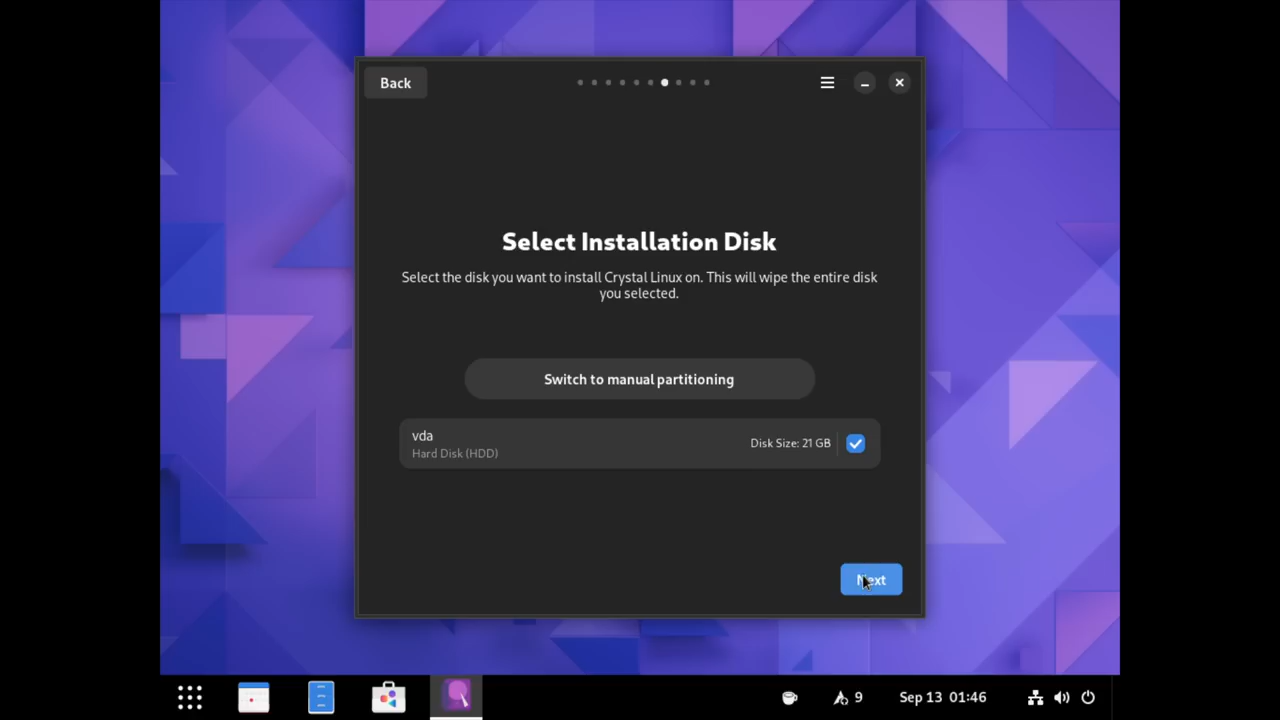 Back
Select Installation Disk
Select the disk you want to install Crystal Linux on. This will wipe the entire disk
you selected.
Switch to manual partitioning
vda
Disk Size: 21 GB
Hard Disk (HDD)
Next
9
Sep 13 01:46